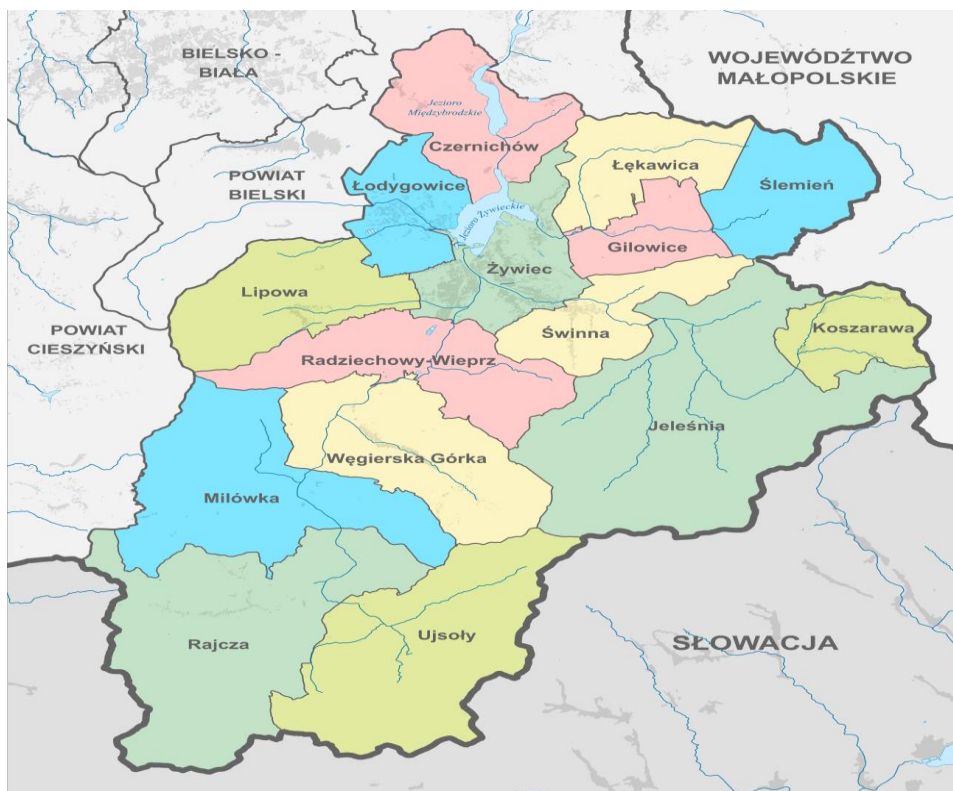 BIELSKO -
BIAŁA
WOJEWÓDZTWO
MAŁOPOLSKIE
Jezioro
Międzybrodzkie
Czernichów
Łękawica
POWIAT
BIELSKI
Łodygowice
Ślemień
Jezioro Żywieckie
Gilowice
Żywiec
Lipowa
POWIAT
CIESZYŃSKI
Świnna
Koszarawa
Radziechowy-Wieprz
Jeleśnia
Węgierska Górka
Milówka
Rajcza
Ujsoły
SŁOWACJA